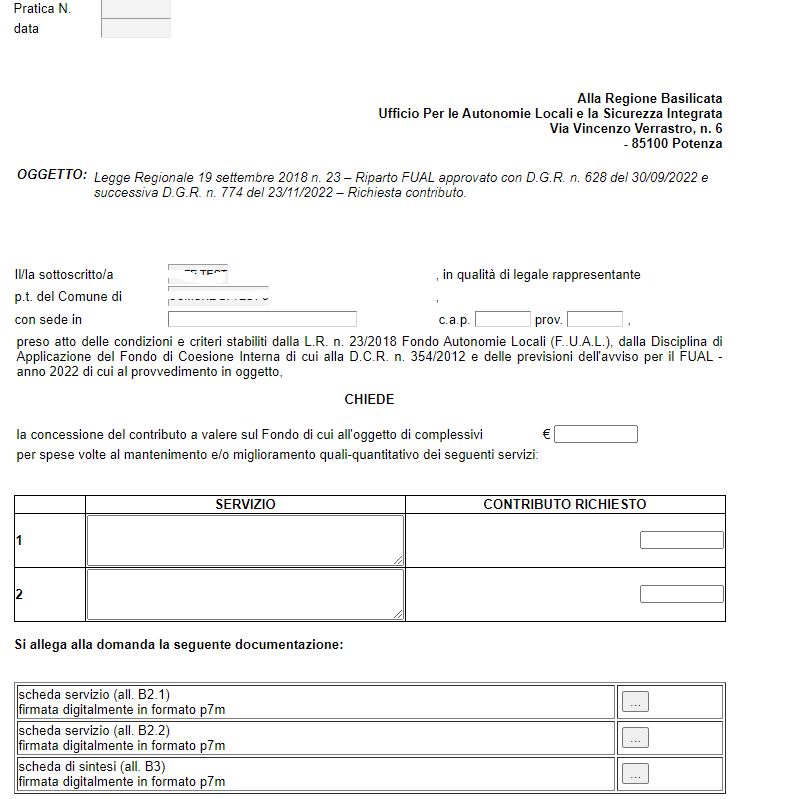 Pratica N.
data
Alla Regione Basilicata
Ufficio Per le Autonomie Locali e la Sicurezza Integrata
Via Vincenzo Verrastro, n. 6
- 85100 Potenza
OGGETTO: Legge Regionale 19 settembre 2018 n. 23 – Riparto FUAL approvato con D.G.R. n. 628 del 30/09/2022 e
successiva D.G.R. n. 774 del 23/11/2022 – Richiesta contributo.
Il/la sottoscritto/a , in qualità di legale rappresentante
p.t. del Comune di ,
con sede in c.a.p. prov. ,
preso atto delle condizioni e criteri stabiliti dalla L.R. n. 23/2018 Fondo Autonomie Locali (F..U.A.L.), dalla Disciplina di
Applicazione del Fondo di Coesione Interna di cui alla D.C.R. n. 354/2012 e delle previsioni dell'avviso per il FUAL -
anno 2022 di cui al provvedimento in oggetto,
CHIEDE
la concessione del contributo a valere sul Fondo di cui all'oggetto di complessivi €
per spese volte al mantenimento e/o miglioramento quali-quantitativo dei seguenti servizi:
SERVIZIO CONTRIBUTO RICHIESTO
1
2
Si allega alla domanda la seguente documentazione:
scheda servizio (all. B2.1)
firmata digitalmente in formato p7m
...
scheda servizio (all. B2.2)
firmata digitalmente in formato p7m
...
scheda di sintesi (all. B3)
firmata digitalmente in formato p7m
...